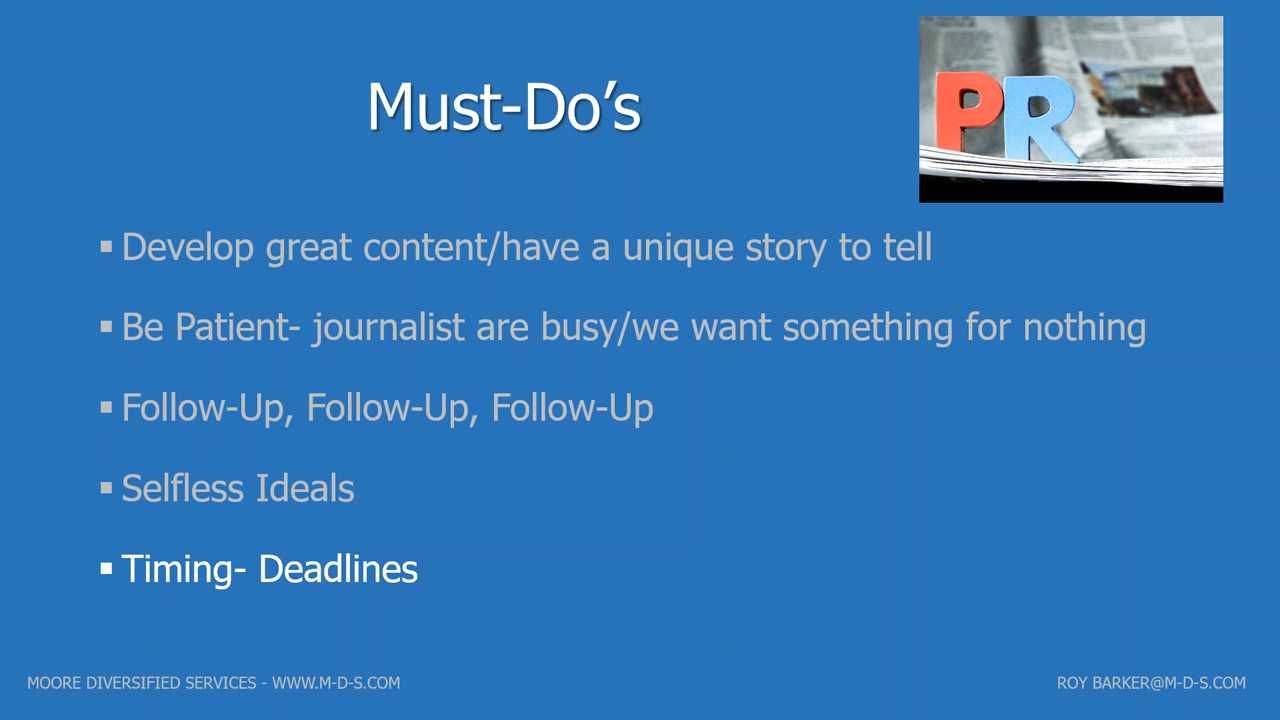 Must-Do’s
PR
▪ Develop great content/have a unique story to tell
▪ Be Patient- journalist are busy/we want something for nothing
▪ Follow-Up, Follow-Up, Follow-Up
▪ Selfless Ideals
▪ Timing- Deadlines
MOORE DIVERSIFIED SERVICES - WWW.M-D-S.COM
ROY BARKER@M-D-S.COM